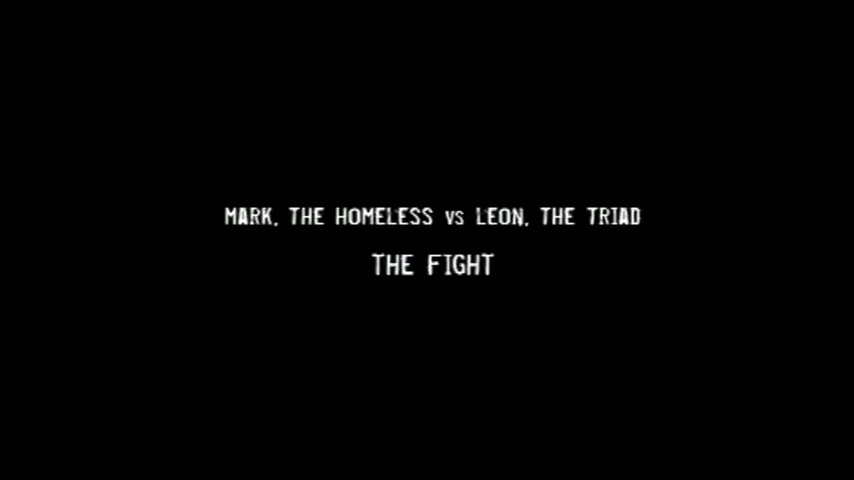 MARK, THE HOMELESS vs LEON, THE TRIAD
THE FIGHT